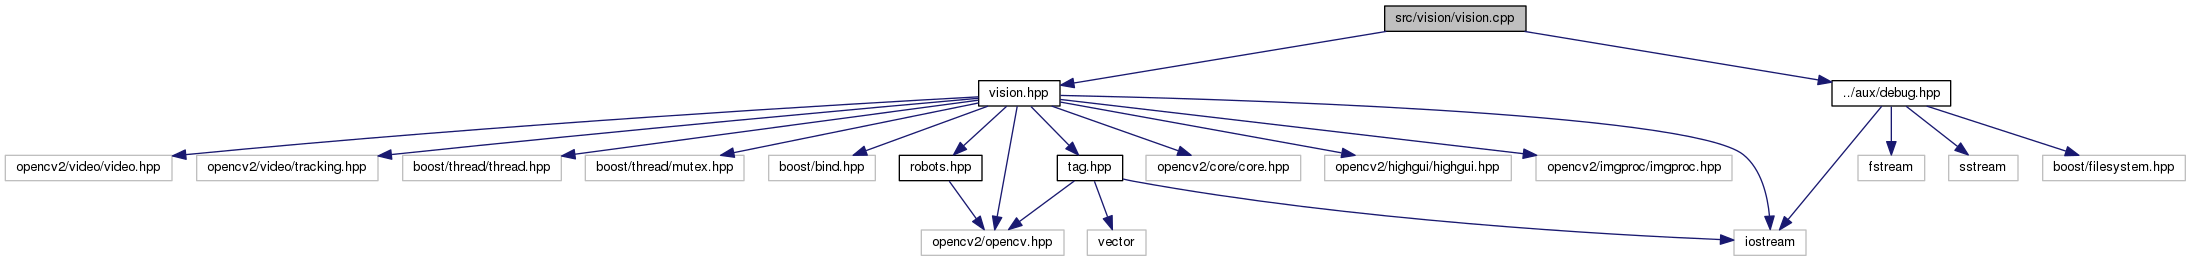 src/vision/vision.cpp
vision.hpp
../aux/debug.hpp
opencv2/video/video.hpp
opencv2/video/tracking.hpp
boost/thread/thread.hpp
boost/thread/mutex.hpp
boost/bind.hpp
robots.hpp
tag.hpp
opencv2/core/core.hpp
opencv2/highgui/highgui.hpp
opencv2/imgproc/imgproc.hpp
fstream
sstream
boost/filesystem.hpp
opencv2/opencv.hpp
vector
iostream